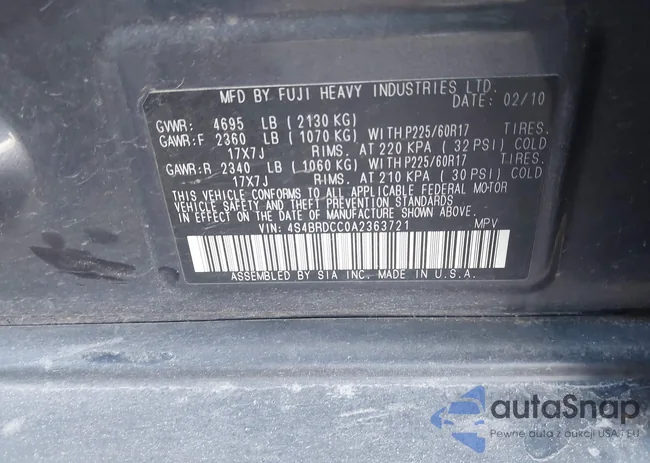 MFD BY FUJI HEAVY INDUSTRIES LTD.
DATE: 02/10
GVWR: 4695 LB (2130 KG)
GAWR:F 2360 LB (1070 KG) WITH P225/60R17 TIRES.
17X7J RIMS. AT 220 KPA (32 PSI) COLD
GAWR:R 2340 LB (1060 KG) WITH P225/60R17 TIRES.
17X7J RIMS. AT 210 KPA (30 PSI) COLD
THIS VEHICLE CONFORMS TO ALL APPLICABLE FEDERAL MOTOR
VEHICLE SAFETY AND THEFT PREVENTION STANDARDS
IN EFFECT ON THE DATE OF MANUFACTURE SHOWN ABOVE.
VIN: 4S4BRDCC0A2363721 MPV
ASSEMBLED BY SIA INC. MADE IN U.S.A.
autaSnap
Pewne auta z aukcji USA i EU